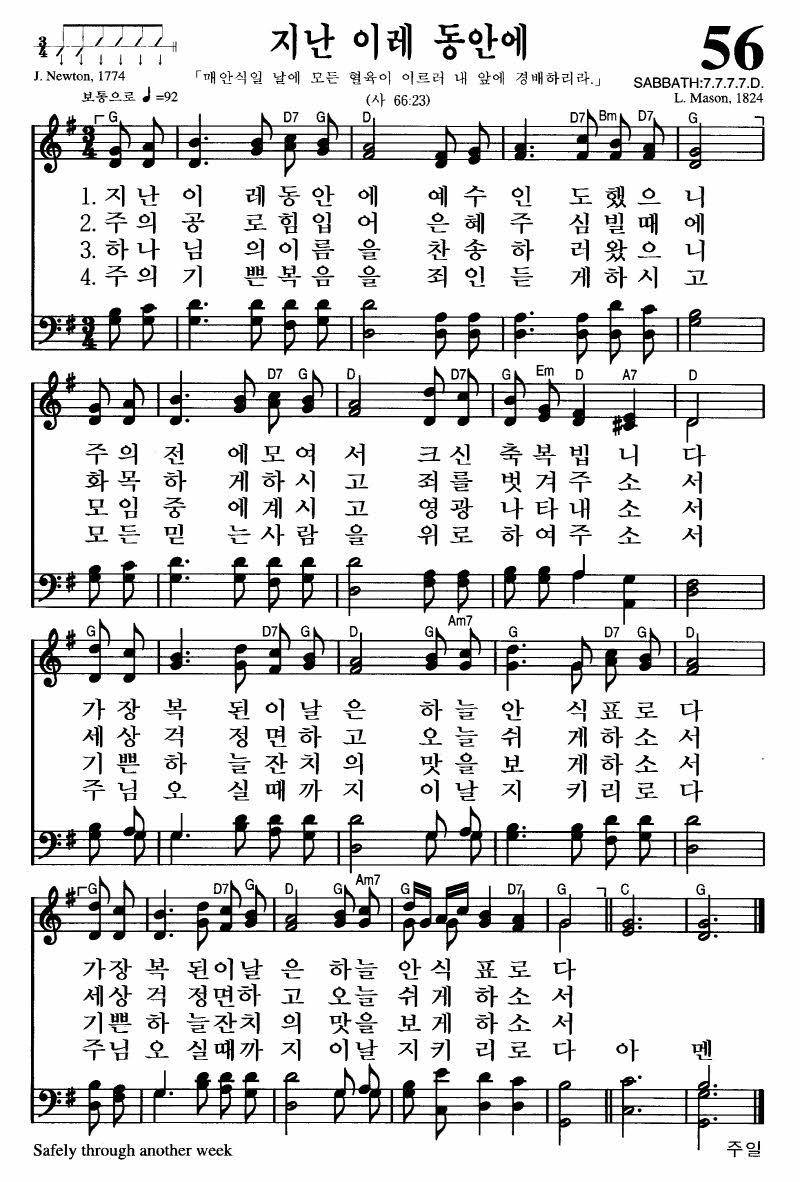 지난 이레 동안에
56
3/4
J. Newton, 1774
「매안식일 날에 모든 혈육이 이르러 내 앞에 경배하리라.」
SABBATH:7.7.7.7.D.
보통으로 ♩=92
(사 66:23)
L. Mason, 1824
G D7 G D D7 Bm D7 G
1. 지난 이 레동안에 예수인 도했으니
2. 주의 공 로힘입어 은혜주 심빌때에
3. 하나님 의이름을 찬송하 러왔으니
4. 주의 기 쁜복음을 죄인듣 게하시고
D7 G D D7 G Em D A7 D
주의 전 에모여서 크신 축복빕니다
화목하 게하시고 죄를 벗겨주소서
모임중 에계시고 영광 나타내소서
모든 믿 는사람을 위로 하여주소서
G D7 G D G Am7 G D7 G
가장 복 된이날은 하늘안 식표로다
세상 걱 정면하고 오늘쉬 게하소서
기쁜 하 늘잔치의 맛을보 게하소서
주님 오 실때까지 이날지 키리로다
G D7 G D G Am7 G D7 G C G
가장 복 된이날은 하늘 안식표로다
세상 걱 정면하고 오늘 쉬게하소서
기쁜 하 늘잔치의 맛을 보게하소서
주님 오 실때까지 이날 지키리로다 아멘
Safely through another week
주일